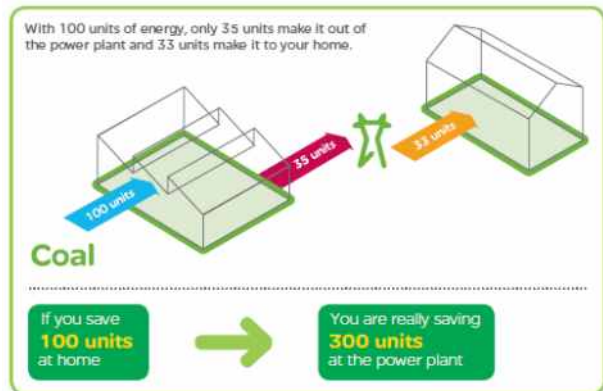 With 100 units of energy, only 35 units make it out of
the power plant and 33 units make it to your home.
100 units
35 units
33 units
Coal
If you save
100 units
at home
You are really saving
300 units
at the power plant